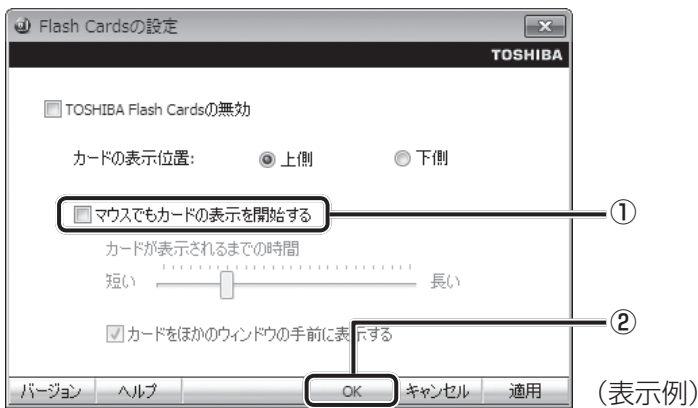 Flash Cardsの設定
TOSHIBA
TOSHIBA Flash Cardsの無効
カードの表示位置: 上側 下側
マウスでもカードの表示を開始する ①
カードが表示されるまでの時間
短い 長い
②
カードをほかのウィンドウの手前に表示する
バージョン ヘルプ OK キャンセル 適用 (表示例)